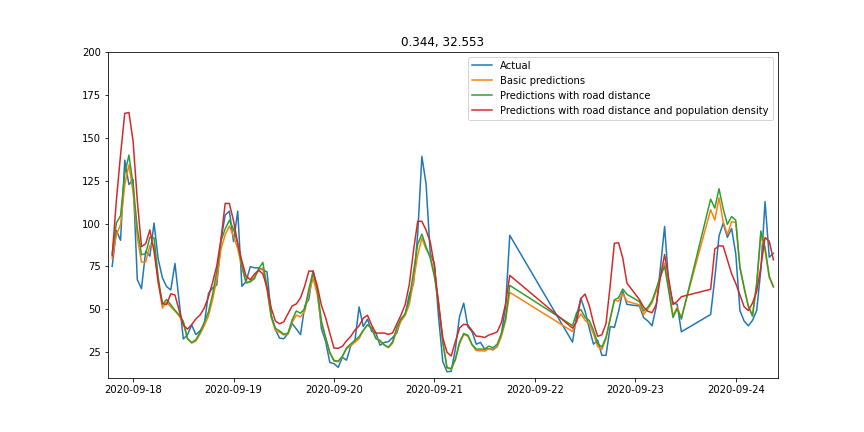 0.344, 32.553
200
175
150
125
100
75
50
25
Actual
Basic predictions
Predictions with road distance
Predictions with road distance and population density
2020-09-18 2020-09-19 2020-09-20 2020-09-21 2020-09-22 2020-09-23 2020-09-24